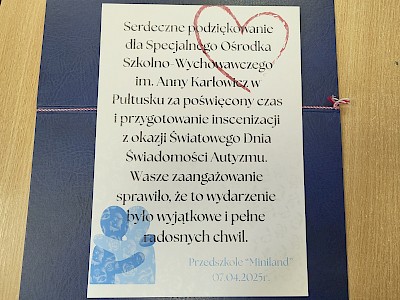 Serdeczne podziękowanie
dla Specjalnego Ośrodka
Szkolno-Wychowawczego
im. Anny Karłowicz w
Pułtusku za poświęcony czas
i przygotowanie inscenizacji
z okazji Światowego Dnia
Świadomości Autyzmu.
Wasze zaangażowanie
sprawiło, że to wydarzenie
było wyjątkowe i pełne
radosnych chwil.
Przedszkole "Miniland"
07.04.2025r.